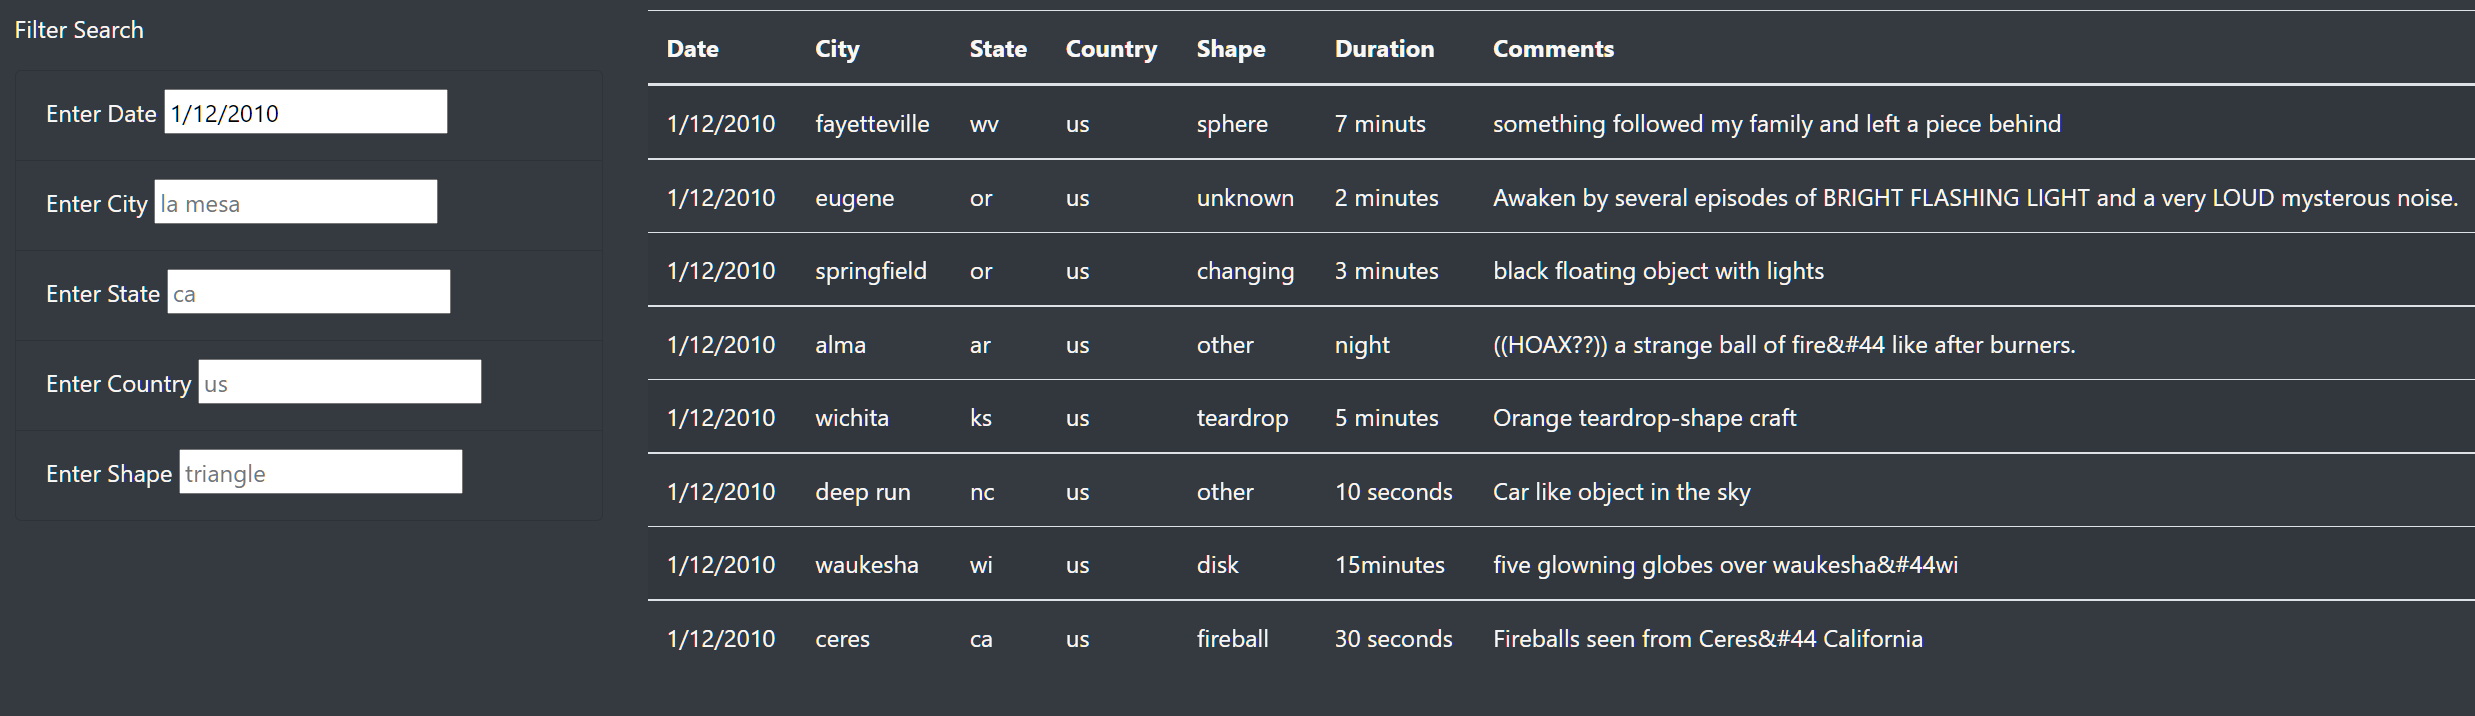 Filter Search
Enter Date 1/12/2010
Enter City la mesa
Enter State ca
Enter Country us
Enter Shape triangle
Date City State Country Shape Duration Comments
1/12/2010 fayetteville wv us sphere 7 minuts something followed my family and left a piece behind
1/12/2010 eugene or us unknown 2 minutes Awaken by several episodes of BRIGHT FLASHING LIGHT and a very LOUD mysterous noise.
1/12/2010 springfield or us changing 3 minutes black floating object with lights
1/12/2010 alma ar us other night ((HOAX??)) a strange ball of fire&#44 like after burners.
1/12/2010 wichita ks us teardrop 5 minutes Orange teardrop-shape craft
1/12/2010 deep run nc us other 10 seconds Car like object in the sky
1/12/2010 waukesha wi us disk 15minutes five glowning globes over waukesha&#44wi
1/12/2010 ceres ca us fireball 30 seconds Fireballs seen from Ceres&#44 California